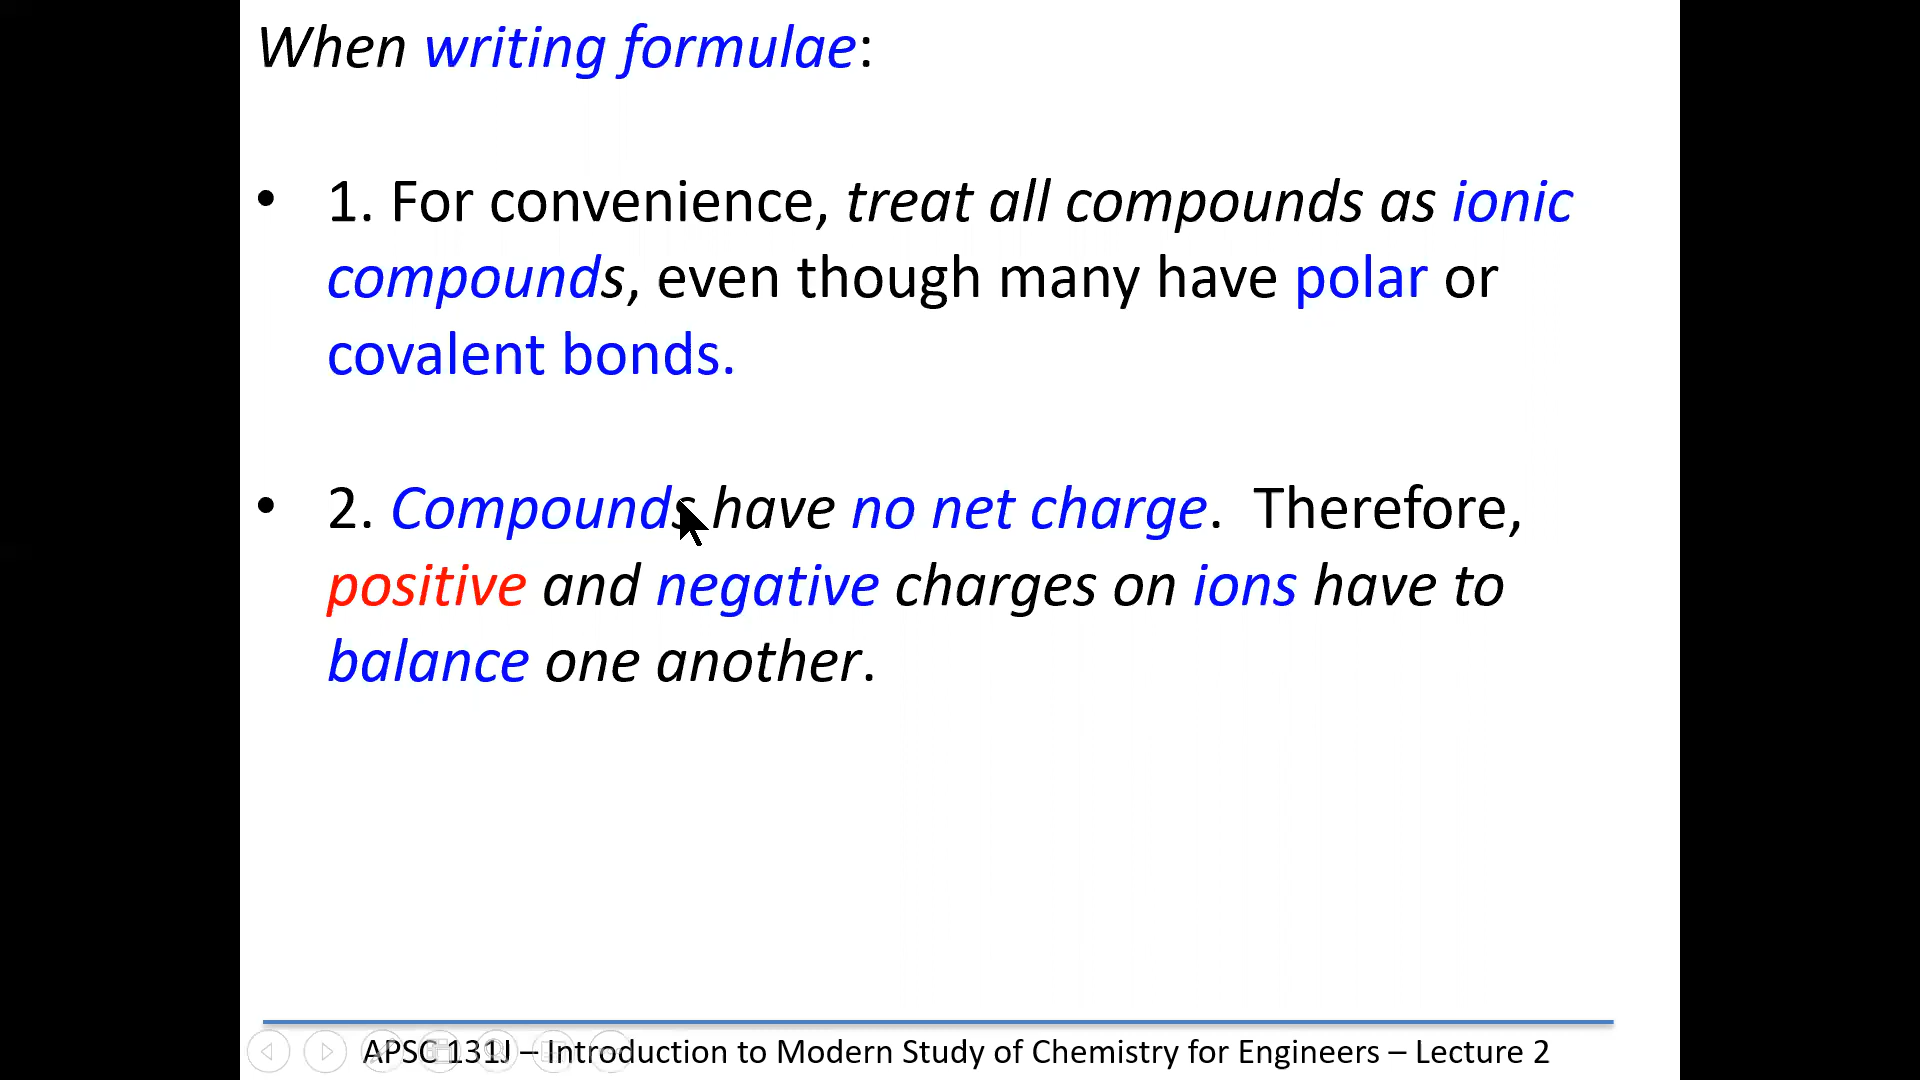 When writing formulae:
• 1. For convenience, treat all compounds as ionic
compounds, even though many have polar or
covalent bonds.
• 2. Compounds have no net charge.  Therefore,
positive and negative charges on ions have to
balance one another.
APSC 131J – Introduction to Modern Study of Chemistry for Engineers – Lecture 2